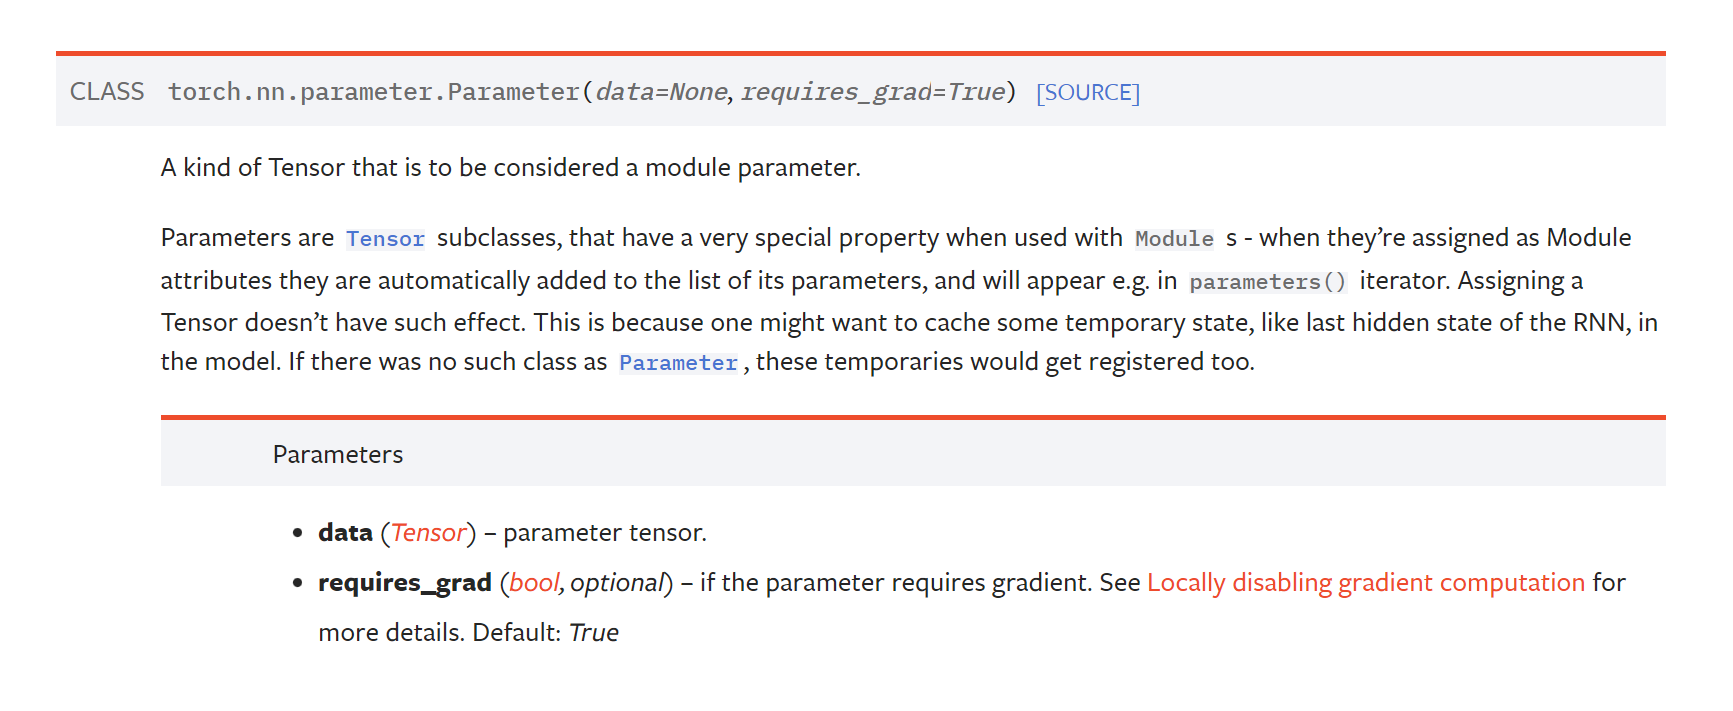 CLASS torch.nn.parameter.Parameter(data=None, requires_grad=True) [SOURCE]
A kind of Tensor that is to be considered a module parameter.
Parameters are Tensor subclasses, that have a very special property when used with Module s - when they’re assigned as Module
attributes they are automatically added to the list of its parameters, and will appear e.g. in parameters() iterator. Assigning a
Tensor doesn’t have such effect. This is because one might want to cache some temporary state, like last hidden state of the RNN, in
the model. If there was no such class as Parameter, these temporaries would get registered too.
Parameters
• data (Tensor) – parameter tensor.
• requires_grad (bool, optional) – if the parameter requires gradient. See Locally disabling gradient computation for
more details. Default: True